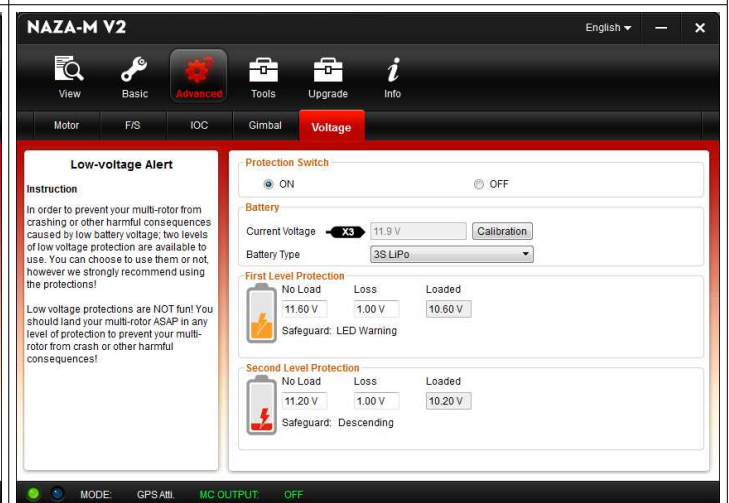 NAZA-M V2
English
View Basic Advanced Tools Upgrade Info
Motor F/S IOC Gimbal Voltage
Low-voltage Alert
Instruction
In order to prevent your multi-rotor from
crashing or other harmful consequences
caused by low battery voltage; two levels
of low voltage protection are available to
use. You can choose to use them or not,
however we strongly recommend using
the protections!
Low voltage protections are NOT fun! You
should land your multi-rotor ASAP in any
level of protection to prevent your multi-
rotor from crash or other harmful
consequences!
Protection Switch
ON OFF
Battery
Current Voltage X3 11.9 V Calibration
Battery Type 3S LiPo
First Level Protection
No Load Loss Loaded
11.60 V 1.00 V 10.60 V
Safeguard: LED Warning
Second Level Protection
No Load Loss Loaded
11.20 V 1.00 V 10.20 V
Safeguard: Descending
MODE: GPS Atti. MC OUTPUT: OFF